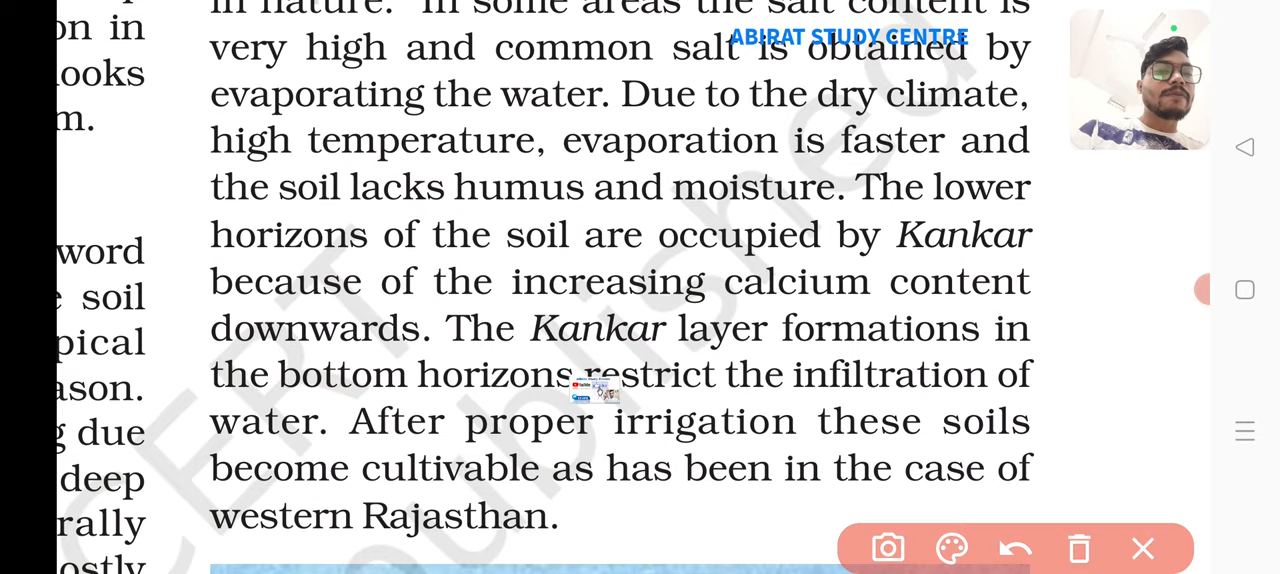 on in
looks
m.
word
soil
pical
ason.
due
deep
rally
ostly
in nature. In some areas the salt content is
very high and common salt is obtained by
evaporating the water. Due to the dry climate,
high temperature, evaporation is faster and
the soil lacks humus and moisture. The lower
horizons of the soil are occupied by Kankar
because of the increasing calcium content
downwards. The Kankar layer formations in
the bottom horizons restrict the infiltration of
water. After proper irrigation these soils
become cultivable as has been in the case of
western Rajasthan.
ABIRAT STUDY CENTRE